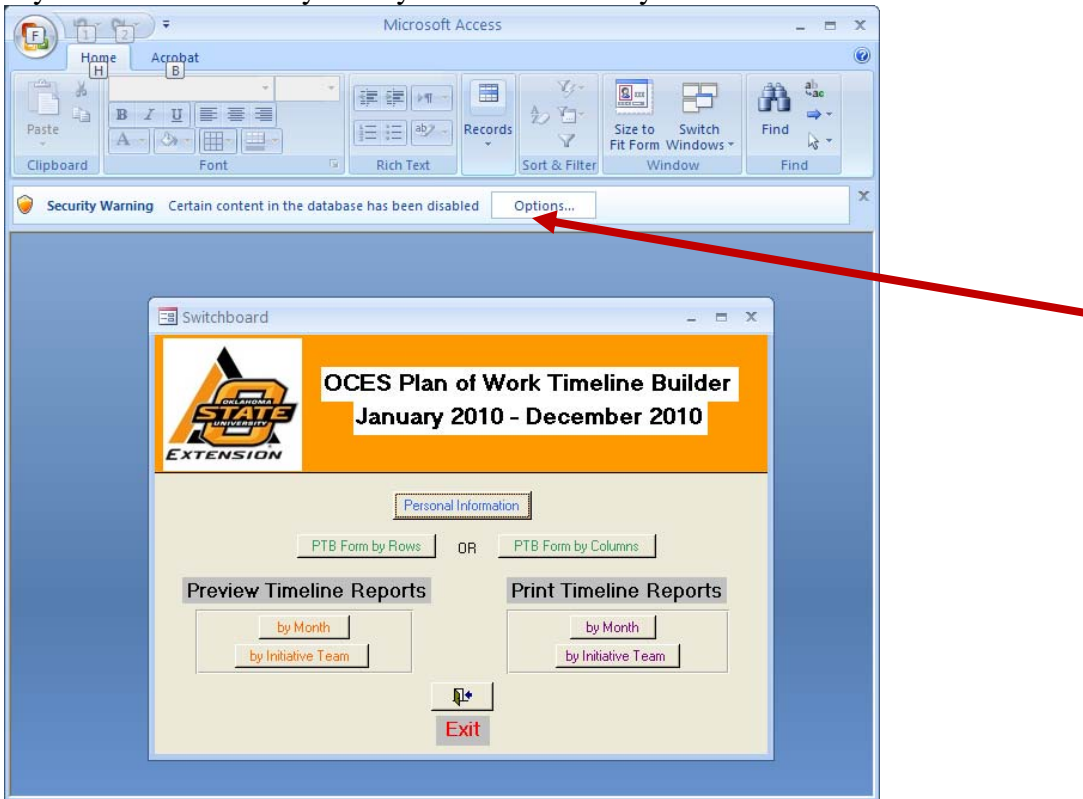 Microsoft Access
F 1 2
Home Acrobat
H B
Paste
B I U
A
ab
Records
Size to Fit Form
Switch Windows
Find
ab ac
Clipboard Font Rich Text Sort & Filter Window Find
Security Warning Certain content in the database has been disabled Options...
Switchboard
OKLAHOMA
STATE
UNIVERSITY
EXTENSION
OCES Plan of Work Timeline Builder
January 2010 - December 2010
Personal Information
PTB Form by Rows OR PTB Form by Columns
Preview Timeline Reports Print Timeline Reports
by Month by Month
by Initiative Team by Initiative Team
Exit